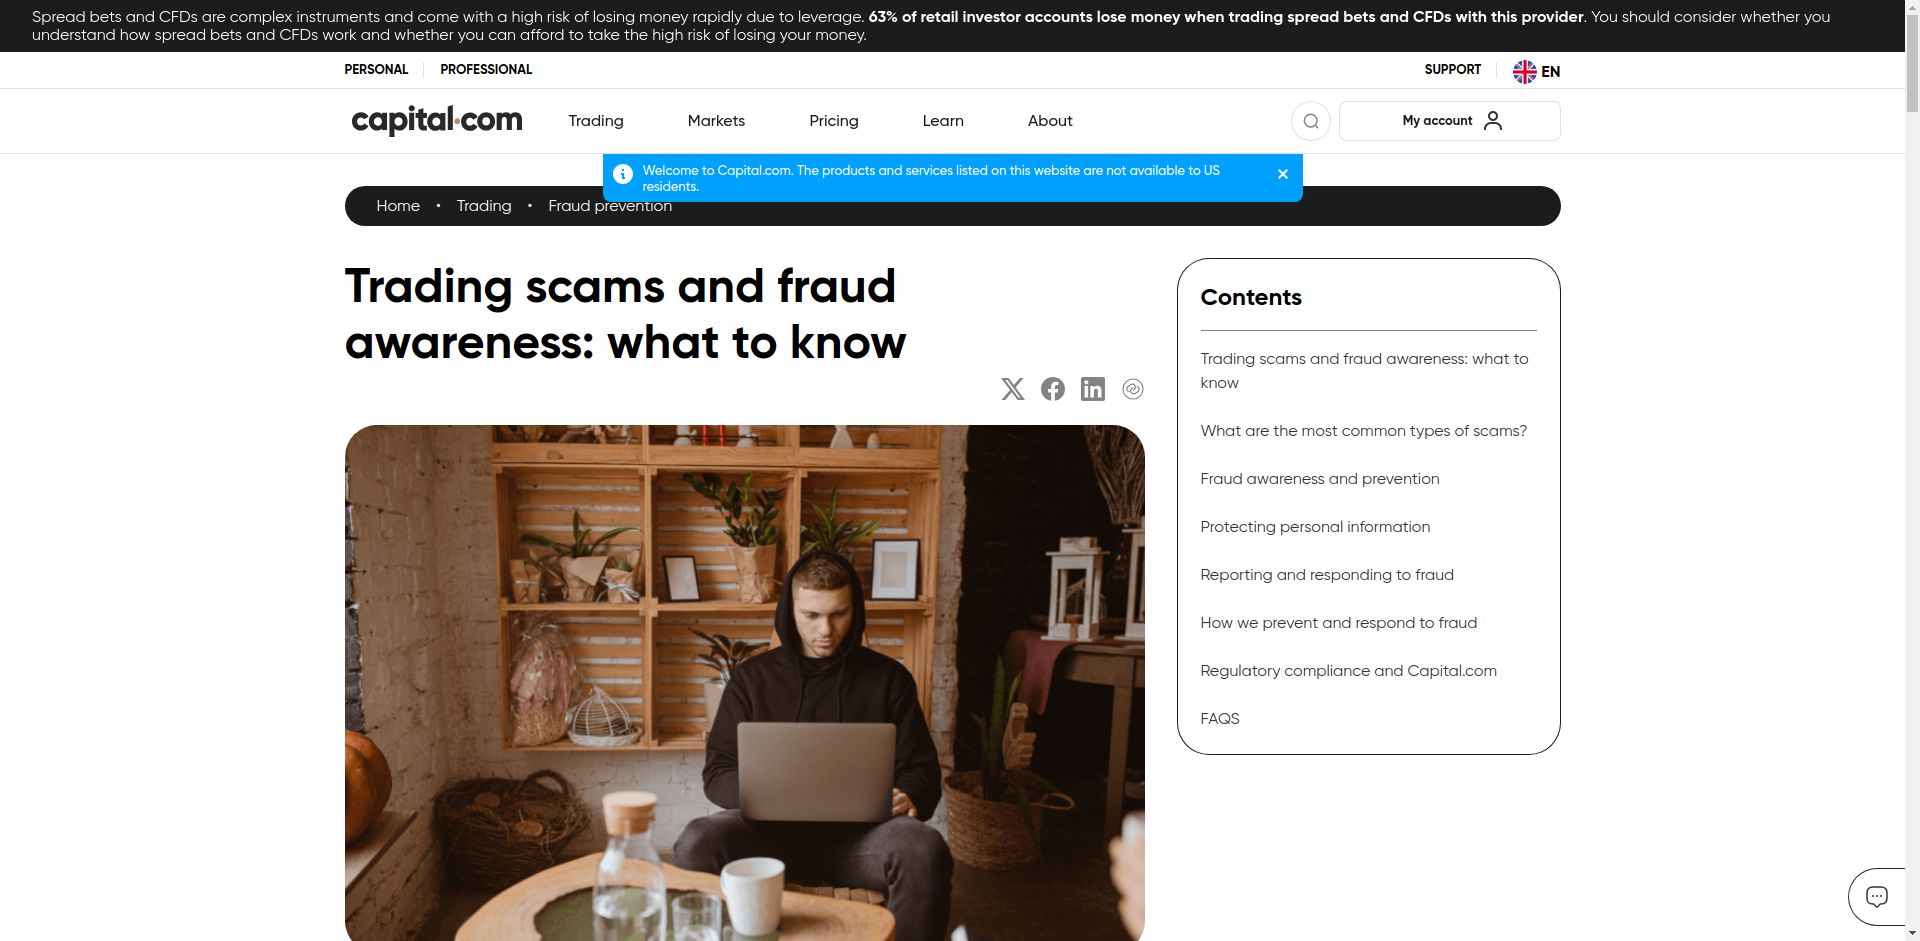 Spread bets and CFDs are complex instruments and come with a high risk of losing money rapidly due to leverage. 63% of retail investor accounts lose money when trading spread bets and CFDs with this provider. You should consider whether you
understand how spread bets and CFDs work and whether you can afford to take the high risk of losing your money.
PERSONAL PROFESSIONAL SUPPORT EN
capital.com Trading Markets Pricing Learn About My account
Welcome to Capital.com. The products and services listed on this website are not available to US
residents.
Home • Trading • Fraud prevention
Trading scams and fraud
awareness: what to know
Contents
Trading scams and fraud awareness: what to
know
What are the most common types of scams?
Fraud awareness and prevention
Protecting personal information
Reporting and responding to fraud
How we prevent and respond to fraud
Regulatory compliance and Capital.com
FAQS